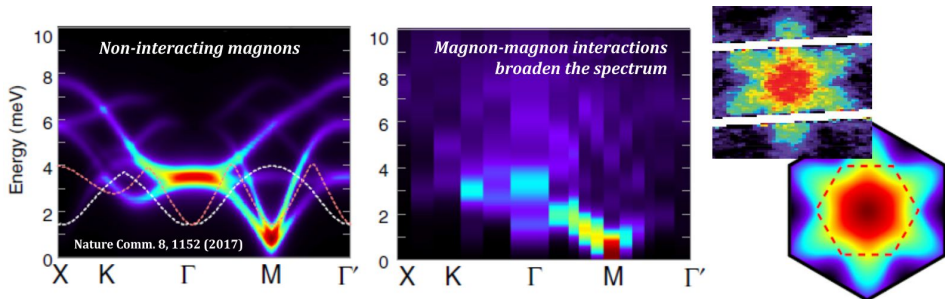 Non-interacting magnons
Magnon-magnon interactions
broaden the spectrum
10
8
6
4
2
0
Energy (meV)
Nature Comm. 8, 1152 (2017)
X K Γ M Γ′
10
8
6
4
2
0
X K Γ M Γ′